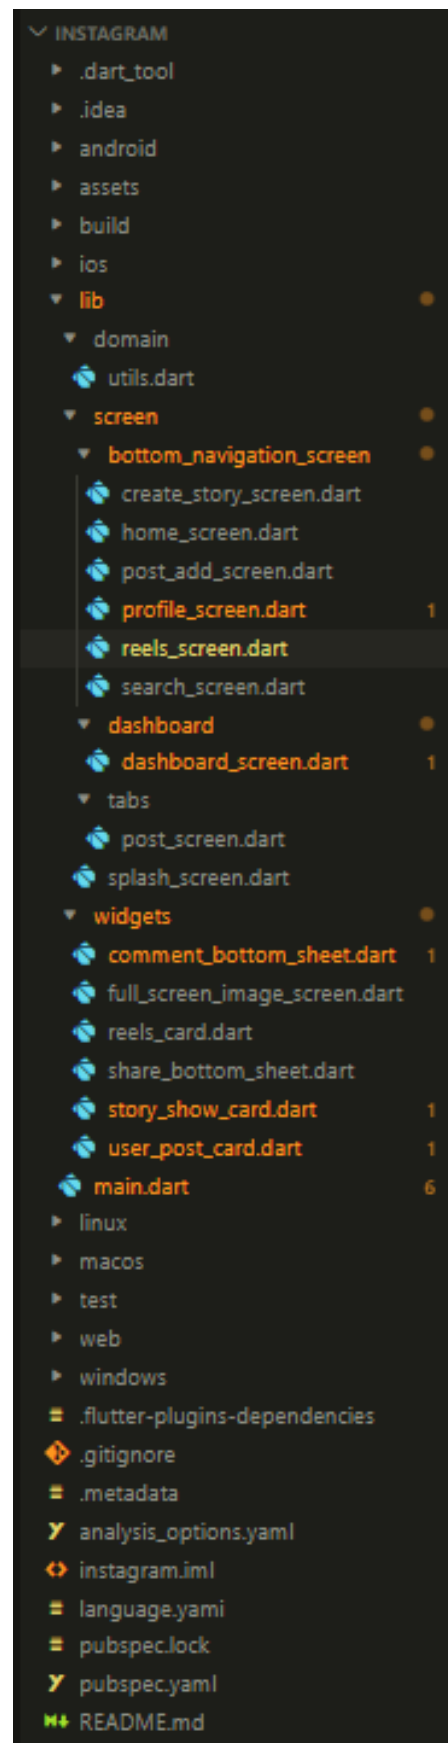 INSTAGRAM
.dart_tool
.idea
android
assets
build
ios
lib
domain
utils.dart
screen
bottom_navigation_screen
create_story_screen.dart
home_screen.dart
post_add_screen.dart
profile_screen.dart 1
reels_screen.dart
search_screen.dart
dashboard
dashboard_screen.dart 1
tabs
post_screen.dart
splash_screen.dart
widgets
comment_bottom_sheet.dart 1
full_screen_image_screen.dart
reels_card.dart
share_bottom_sheet.dart
story_show_card.dart 1
user_post_card.dart 1
main.dart 6
linux
macos
test
web
windows
.flutter-plugins-dependencies
.gitignore
.metadata
analysis_options.yaml
instagram.iml
language.yami
pubspec.lock
pubspec.yaml
README.md